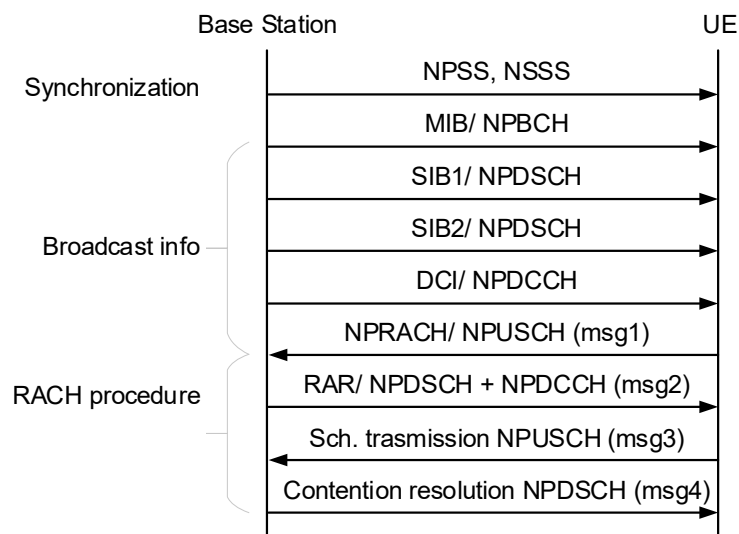 Base Station
UE
Synchronization
NPSS, NSSS
MIB/ NPBCH
SIB1/ NPDSCH
SIB2/ NPDSCH
Broadcast info
DCI/ NPDCCH
NPRACH/ NPUSCH (msg1)
RACH procedure
RAR/ NPDSCH + NPDCCH (msg2)
Sch. trasmission NPUSCH (msg3)
Contention resolution NPDSCH (msg4)